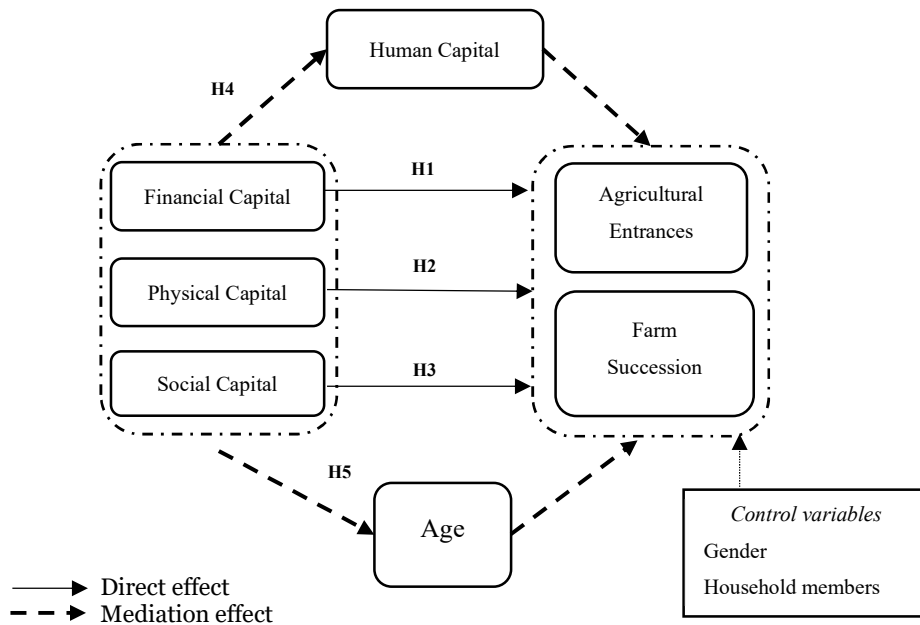 Human Capital
H4
H1
Financial Capital
Agricultural
Entrances
H2
Physical Capital
Farm
Succession
H3
Social Capital
H5
Age
Control variables
Gender
Household members
Direct effect
Mediation effect